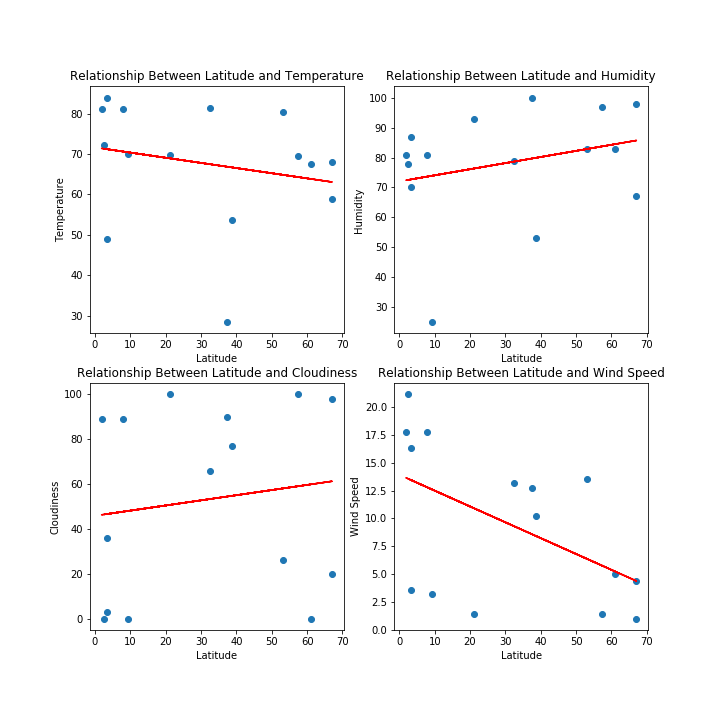 Relationship Between Latitude and Temperature
Relationship Between Latitude and Humidity
80
70
60
50
40
30
Temperature
0 10 20 30 40 50 60 70
Latitude
100
90
80
70
60
50
40
30
Humidity
0 10 20 30 40 50 60 70
Latitude
Relationship Between Latitude and Cloudiness
Relationship Between Latitude and Wind Speed
100
80
60
40
20
0
Cloudiness
0 10 20 30 40 50 60 70
Latitude
20.0
17.5
15.0
12.5
10.0
7.5
5.0
2.5
0.0
Wind Speed
0 10 20 30 40 50 60 70
Latitude